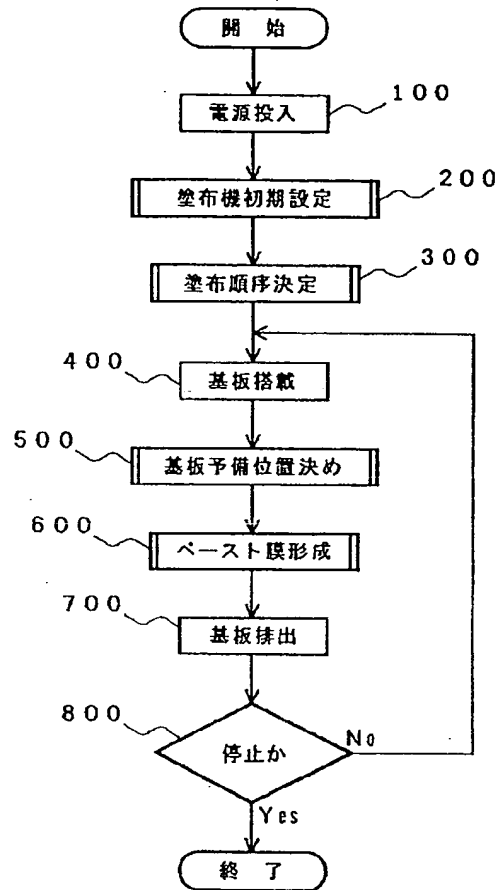 開 始
電源投入
100
塗布機初期設定
200
塗布順序決定
300
400
基板搭載
500
基板予備位置決め
600
ペースト膜形成
700
基板排出
800
停止か
No
Yes
終 了